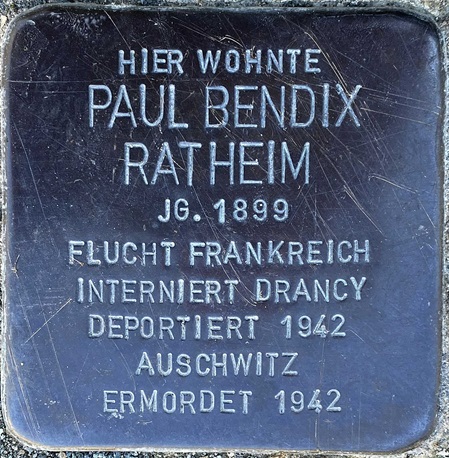 HIER WOHNTE
PAUL BENDIX
RATHEIM
JG. 1899
FLUCHT FRANKREICH
INTERNIERT DRANCY
DEPORTIERT 1942
AUSCHWITZ
ERMORDET 1942